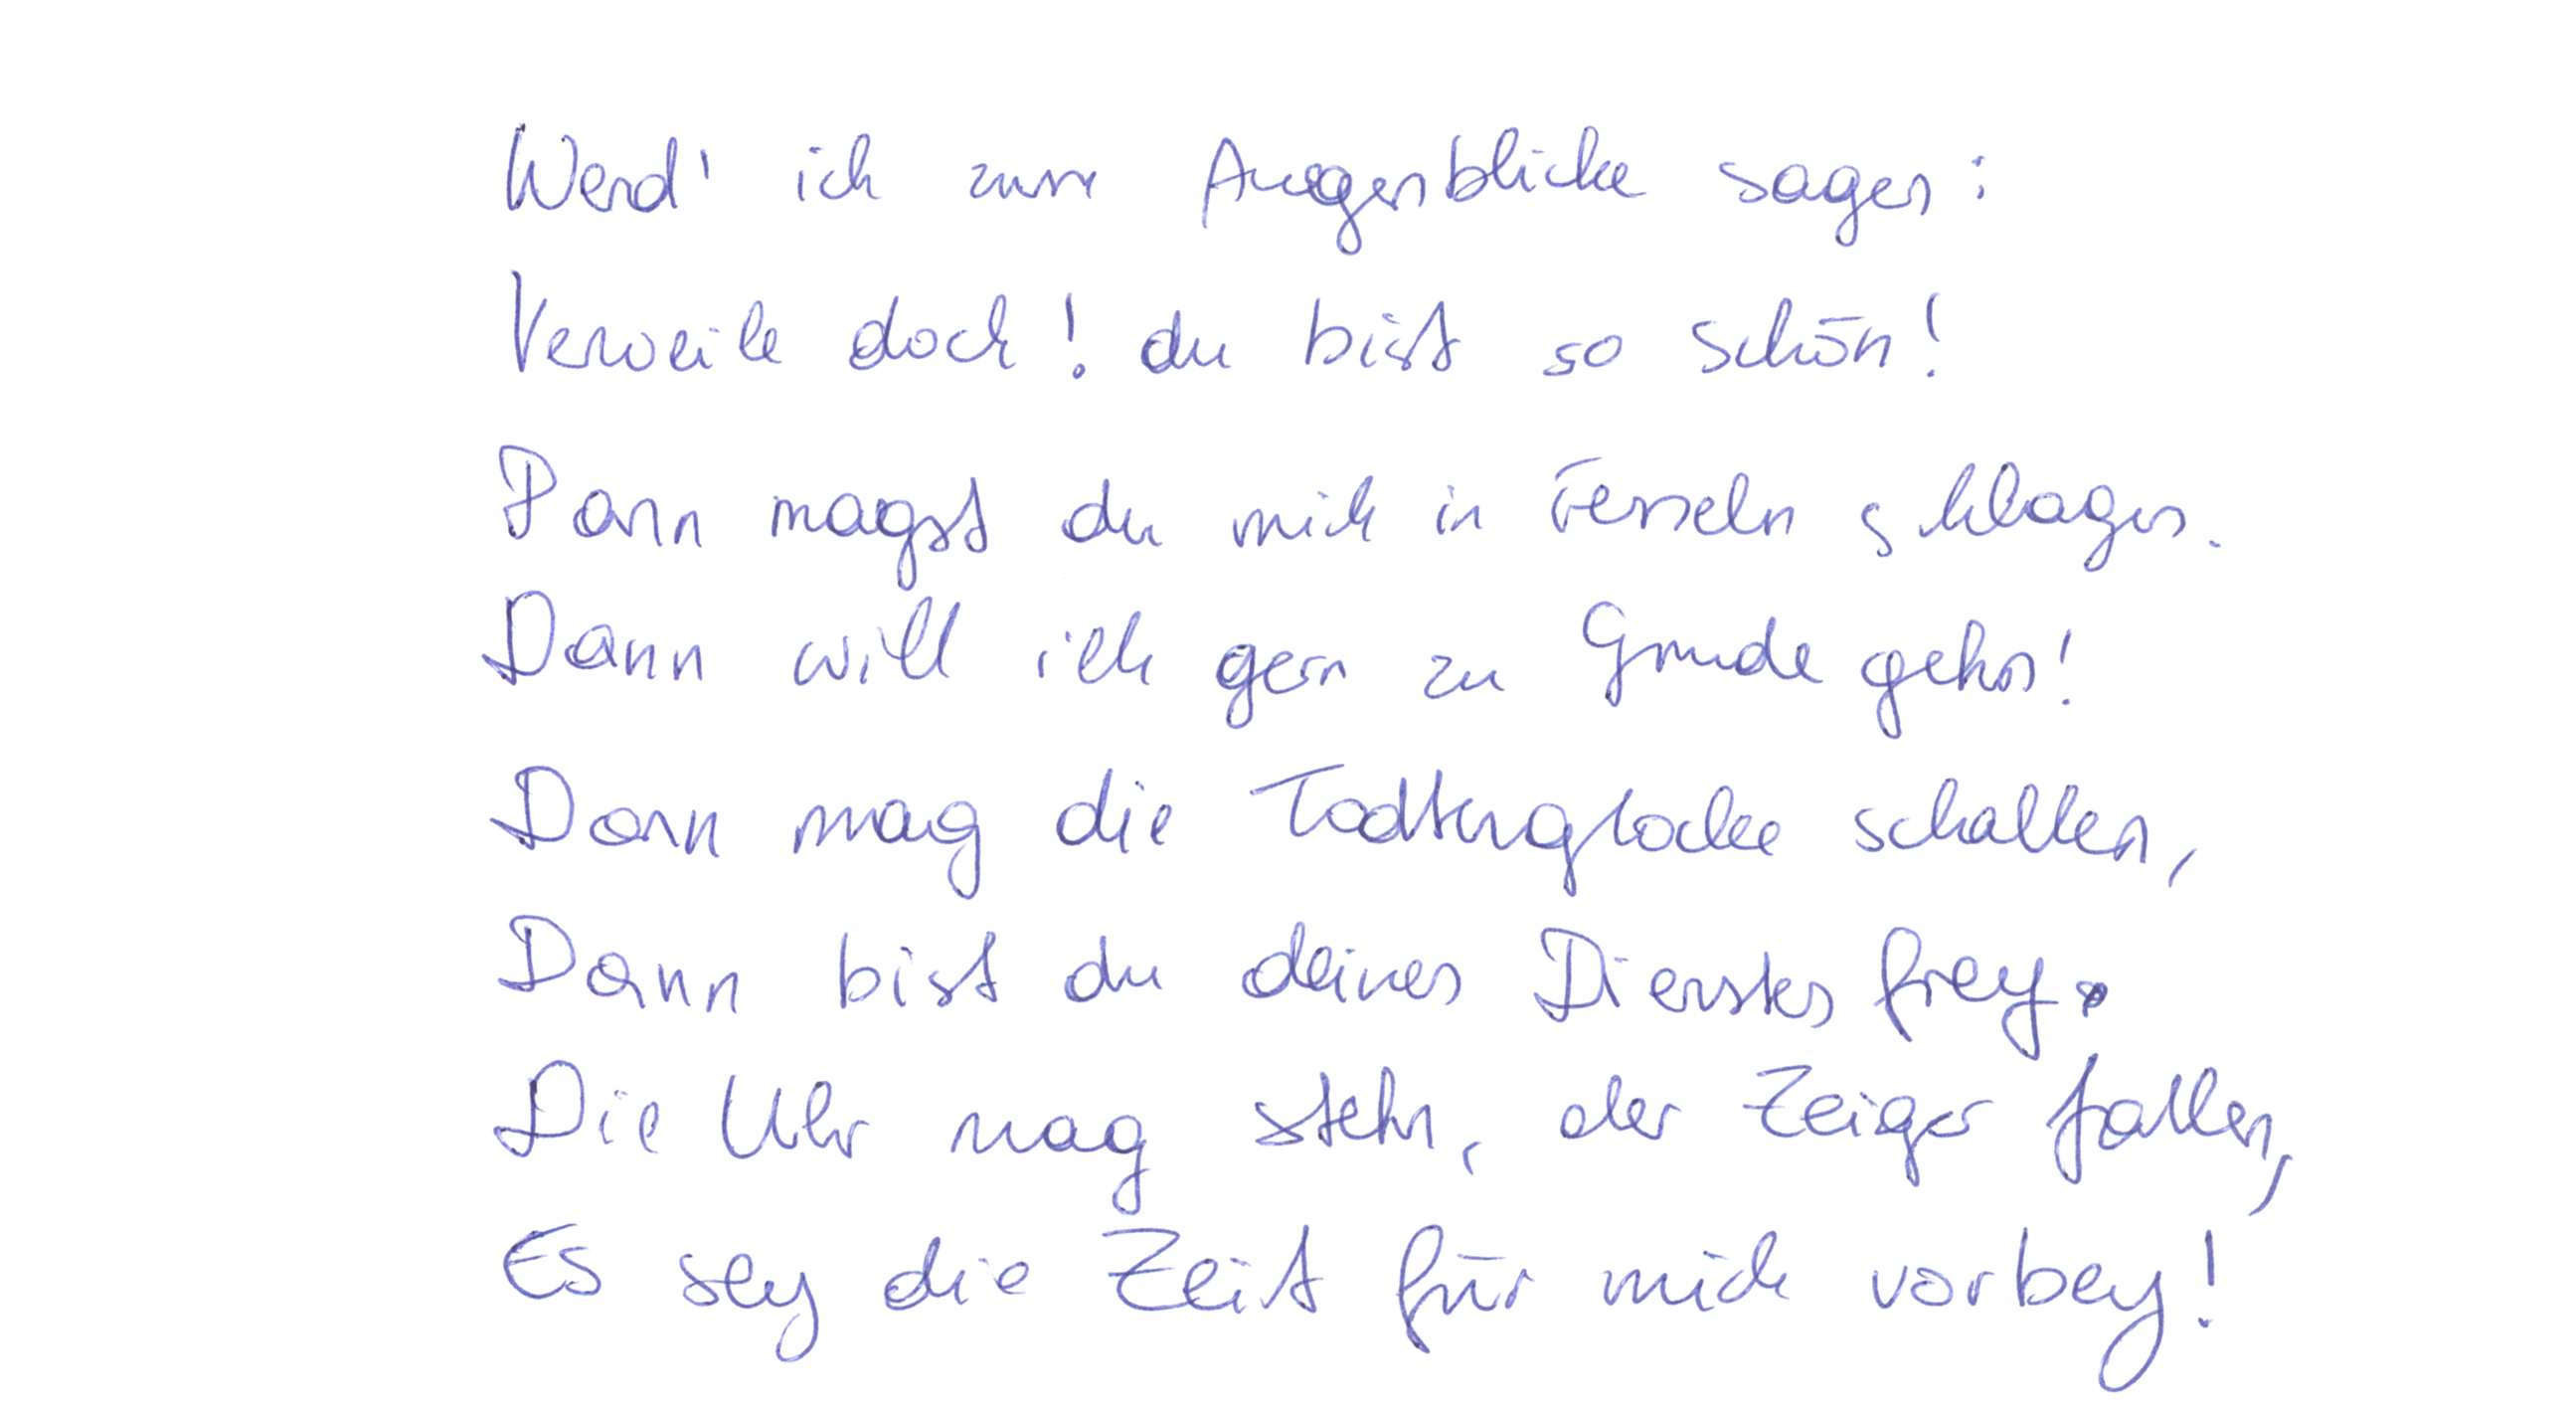 Werd' ich zum Augenblicke sagen:
Verweile doch! du bist so schön!
Dann magst du mich in Fesseln schlagen.
Dann will ich gern zu Grunde gehn!
Dann mag die Todtenglocke schallen,
Dann bist du deines Dienstes frey.
Die Uhr mag stehn, der Zeiger fallen,
Es sey die Zeit für mich vorbey!